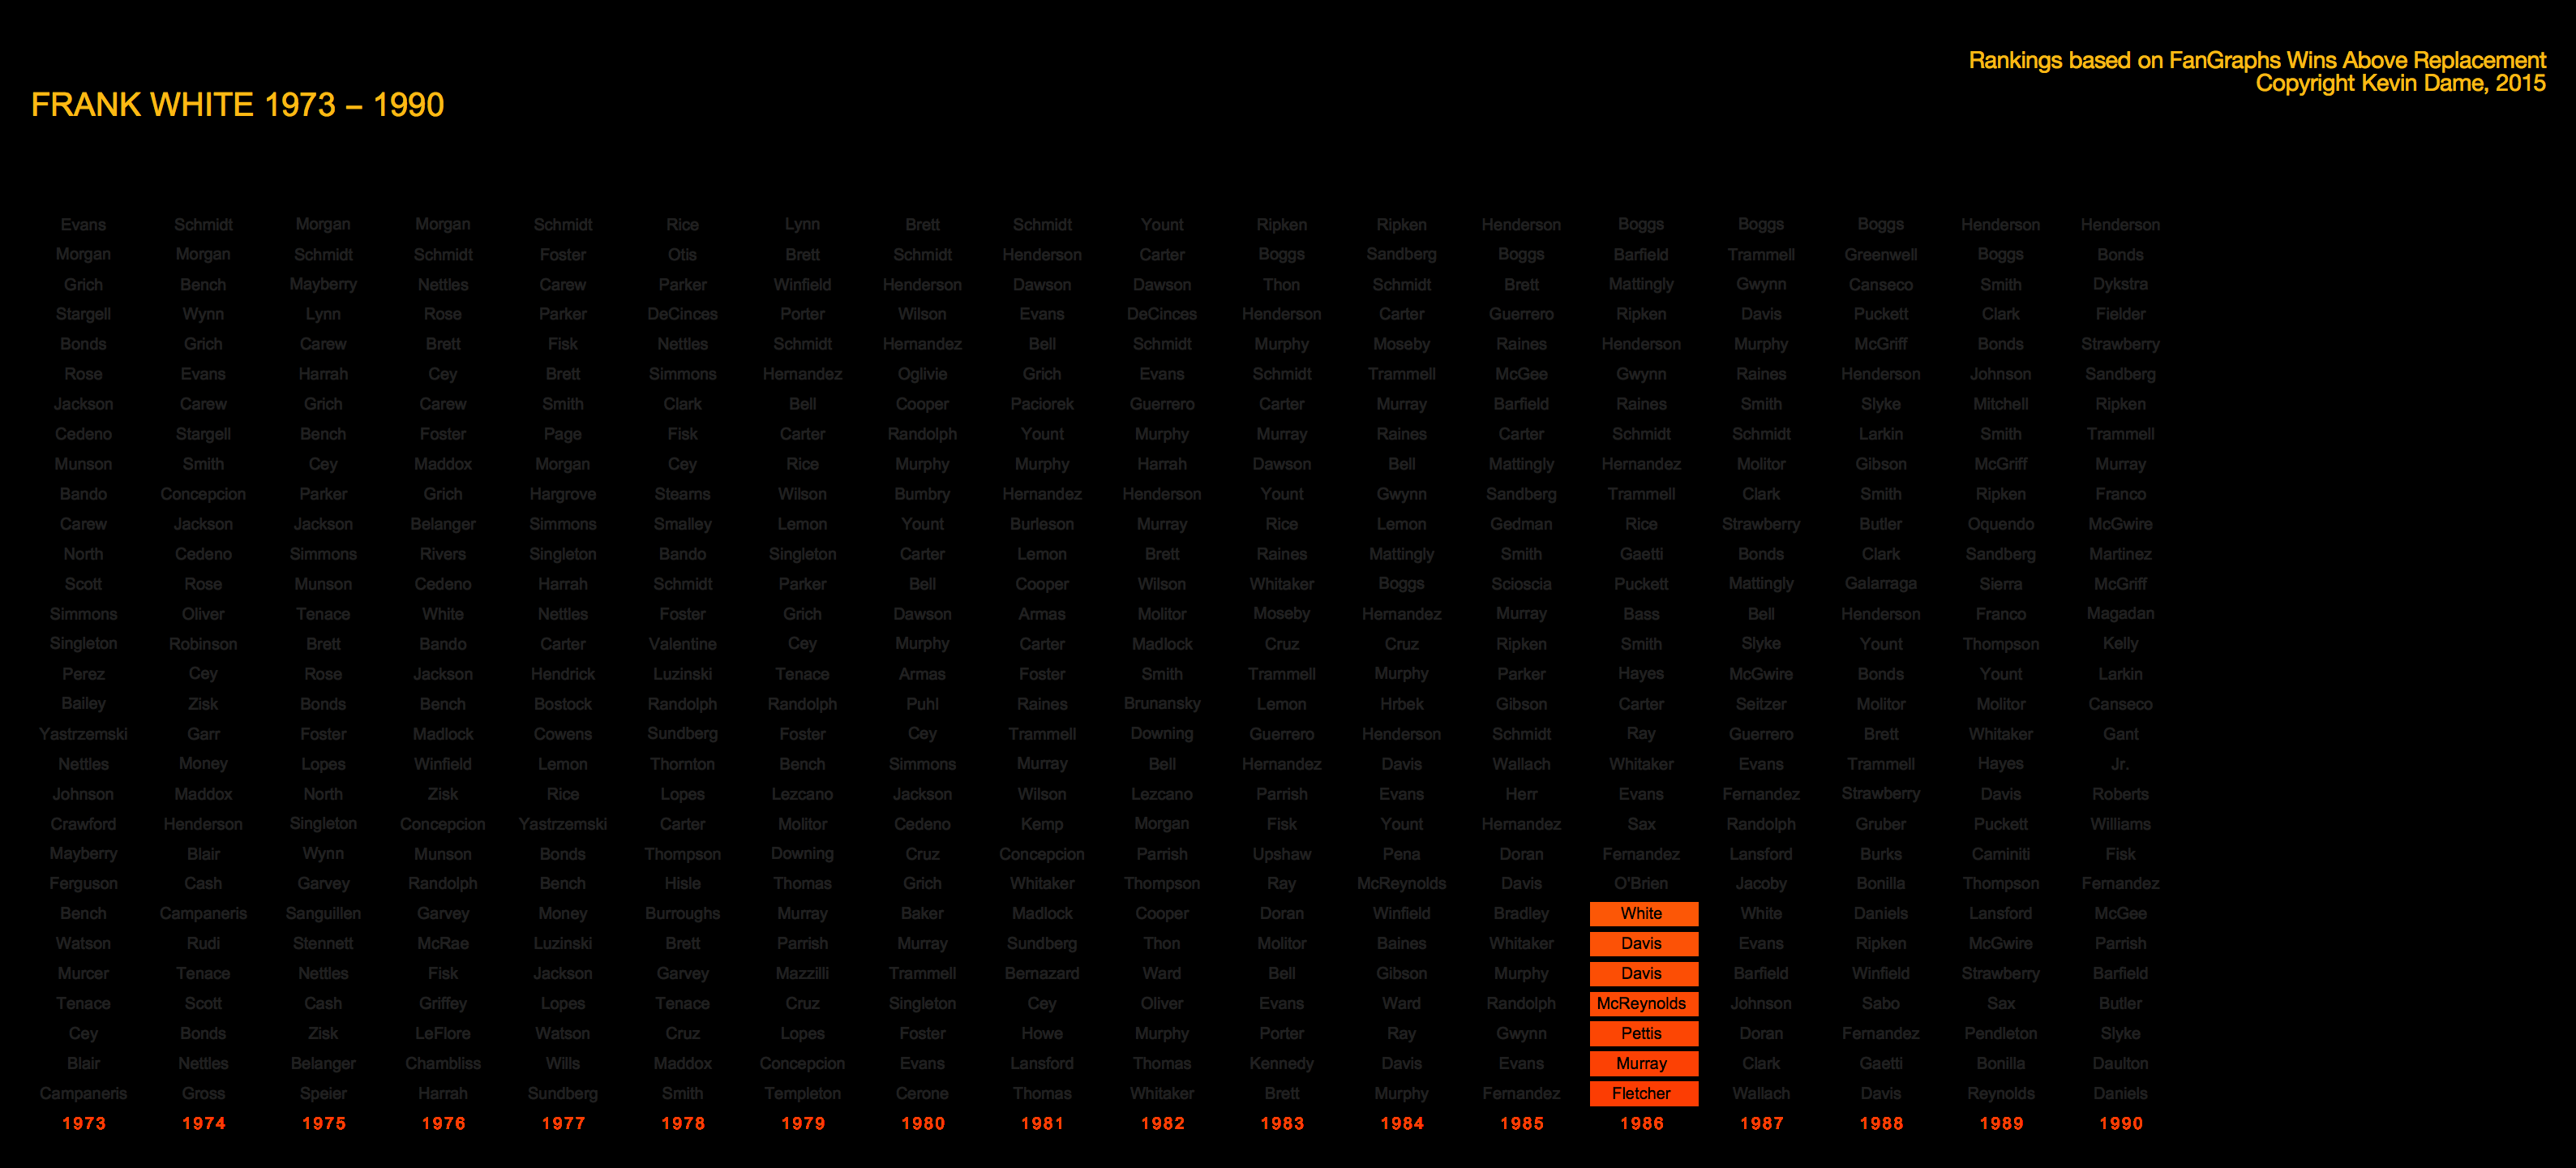 Rankings based on FanGraphs Wins Above Replacement
Copyright Kevin Dame, 2015
FRANK WHITE 1973 – 1990
Evans Schmidt Morgan Morgan Schmidt Rice Lynn Brett Schmidt Yount Ripken Ripken Henderson Boggs Boggs Boggs Henderson Henderson
Morgan Morgan Schmidt Schmidt Foster Otis Brett Schmidt Henderson Carter Boggs Sandberg Boggs Barfield Trammell Greenwell Boggs Bonds
Grich Bench Mayberry Nettles Carew Parker Winfield Henderson Dawson Dawson Thon Schmidt Brett Mattingly Gwynn Canseco Smith Dykstra
Stargell Wynn Lynn Rose Parker DeCinces Porter Wilson Evans DeCinces Henderson Carter Guerrero Ripken Davis Puckett Clark Fielder
Bonds Grich Carew Brett Fisk Nettles Schmidt Hernandez Bell Schmidt Murphy Moseby Raines Henderson Murphy McGriff Bonds Strawberry
Rose Evans Harrah Cey Brett Simmons Hernandez Oglivie Grich Evans Schmidt Trammell McGee Gwynn Raines Henderson Johnson Sandberg
Jackson Carew Grich Carew Smith Clark Bell Cooper Paciorek Guerrero Carter Murray Barfield Raines Smith Slyke Mitchell Ripken
Cedeno Stargell Bench Foster Page Fisk Carter Randolph Yount Murphy Murray Raines Carter Schmidt Schmidt Larkin Smith Trammell
Munson Smith Cey Maddox Morgan Cey Rice Murphy Murphy Harrah Dawson Bell Mattingly Hernandez Molitor Gibson McGriff Murray
Bando Concepcion Parker Grich Hargrove Stearns Wilson Bumbry Hernandez Henderson Yount Gwynn Sandberg Trammell Clark Smith Ripken Franco
Carew Jackson Jackson Belanger Simmons Smalley Lemon Yount Burleson Murray Rice Lemon Gedman Rice Strawberry Butler Oquendo McGwire
North Cedeno Simmons Rivers Singleton Bando Singleton Carter Lemon Brett Raines Mattingly Smith Gaetti Bonds Clark Sandberg Martinez
Scott Rose Munson Cedeno Harrah Schmidt Parker Bell Cooper Wilson Whitaker Boggs Scioscia Puckett Mattingly Galarraga Sierra McGriff
Simmons Oliver Tenace White Nettles Foster Grich Dawson Armas Molitor Moseby Hernandez Murray Bass Bell Henderson Franco Magadan
Singleton Robinson Brett Bando Carter Valentine Cey Murphy Carter Madlock Cruz Cruz Ripken Smith Slyke Yount Thompson Kelly
Perez Cey Rose Jackson Hendrick Luzinski Tenace Armas Foster Smith Trammell Murphy Parker Hayes McGwire Bonds Yount Larkin
Bailey Zisk Bonds Bench Bostock Randolph Randolph Puhl Raines Brunansky Lemon Hrbek Gibson Carter Seitzer Molitor Molitor Canseco
Yastrzemski Garr Foster Madlock Cowens Sundberg Foster Cey Trammell Downing Guerrero Henderson Schmidt Ray Guerrero Brett Whitaker Gant
Nettles Money Lopes Winfield Lemon Thornton Bench Simmons Murray Bell Hernandez Davis Wallach Whitaker Evans Trammell Hayes Jr.
Johnson Maddox North Zisk Rice Lopes Lezcano Jackson Wilson Lezcano Parrish Evans Herr Evans Fernandez Strawberry Davis Roberts
Crawford Henderson Singleton Concepcion Yastrzemski Carter Molitor Cedeno Kemp Morgan Fisk Yount Hernandez Sax Randolph Gruber Puckett Williams
Mayberry Blair Wynn Munson Bonds Thompson Downing Cruz Concepcion Parrish Upshaw Pena Doran Fernandez Lansford Burks Caminiti Fisk
Ferguson Cash Garvey Randolph Bench Hisle Thomas Grich Whitaker Thompson Ray McReynolds Davis O'Brien Jacoby Bonilla Thompson Fernandez
Bench Campaneris Sanguillen Garvey Money Burroughs Murray Baker Madlock Cooper Doran Winfield Bradley White White Daniels Lansford McGee
Watson Rudi Stennett McRae Luzinski Brett Parrish Murray Sundberg Thon Molitor Baines Whitaker Davis Evans Ripken McGwire Parrish
Murcer Tenace Nettles Fisk Jackson Garvey Mazzilli Trammell Bernazard Ward Bell Gibson Murphy Davis Barfield Winfield Strawberry Barfield
Tenace Scott Cash Griffey Lopes Tenace Cruz Singleton Cey Oliver Evans Ward Randolph McReynolds Johnson Sabo Sax Butler
Cey Bonds Zisk LeFlore Watson Cruz Lopes Foster Howe Murphy Porter Ray Gwynn Pettis Doran Fernandez Pendleton Slyke
Blair Nettles Belanger Chambliss Wills Maddox Concepcion Evans Lansford Thomas Kennedy Davis Evans Murray Clark Gaetti Bonilla Daulton
Campaneris Gross Speier Harrah Sundberg Smith Templeton Cerone Thomas Whitaker Brett Murphy Fernandez Fletcher Wallach Davis Reynolds Daniels
1973 1974 1975 1976 1977 1978 1979 1980 1981 1982 1983 1984 1985 1986 1987 1988 1989 1990